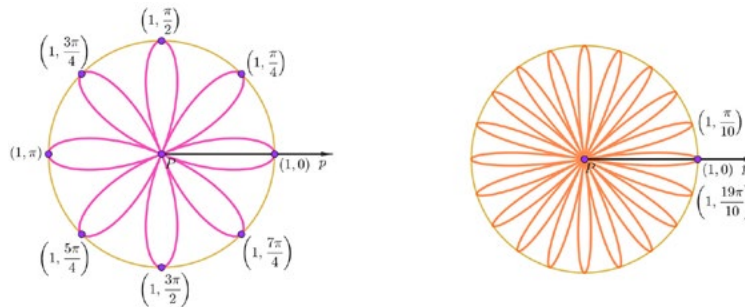 (1, π/2)
(1, 3π/4)
(1, π/4)
(1, π)
P
(1, 0)
p
(1, 5π/4)
(1, 7π/4)
(1, 3π/2)
(1, π/10)
P
(1, 0)
(1, 19π/10)